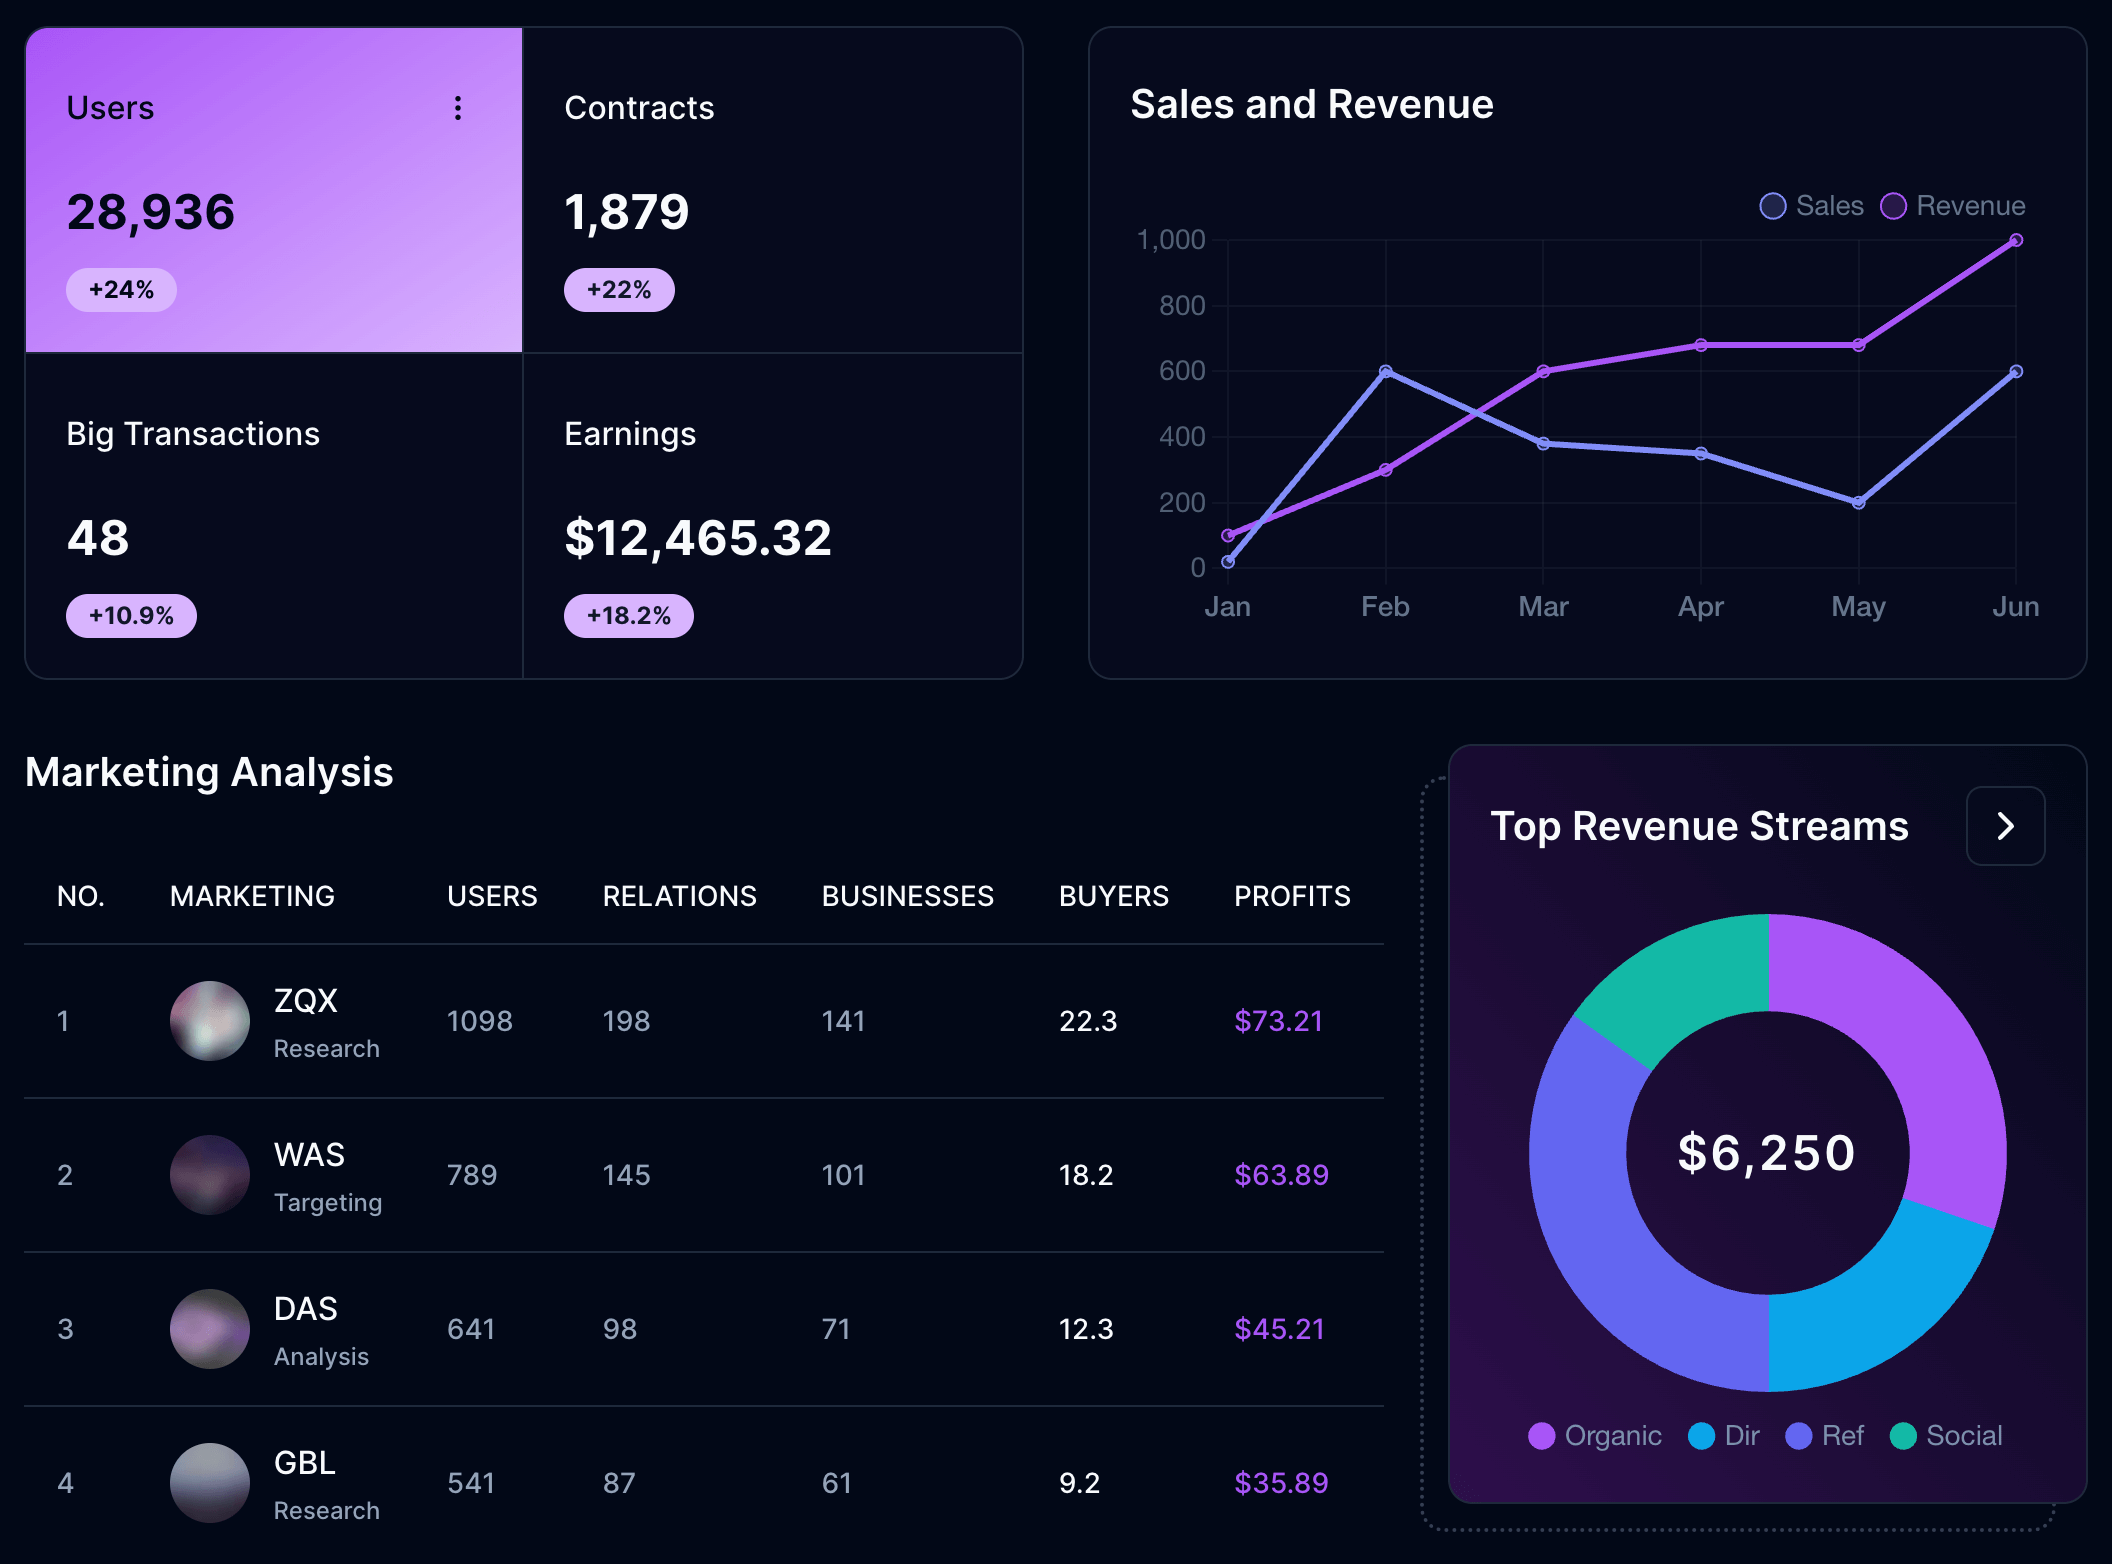 Users
28,936
+24%
Contracts
1,879
+22%
Big Transactions
48
+10.9%
Earnings
$12,465.32
+18.2%
Sales and Revenue
Sales Revenue
1,000
800
600
400
200
0
Jan Feb Mar Apr May Jun
Marketing Analysis
NO. MARKETING USERS RELATIONS BUSINESSES BUYERS PROFITS
1 ZQX 1098 198 141 22.3 $73.21
Research
2 WAS 789 145 101 18.2 $63.89
Targeting
3 DAS 641 98 71 12.3 $45.21
Analysis
4 GBL 541 87 61 9.2 $35.89
Research
Top Revenue Streams
$6,250
Organic Dir Ref Social